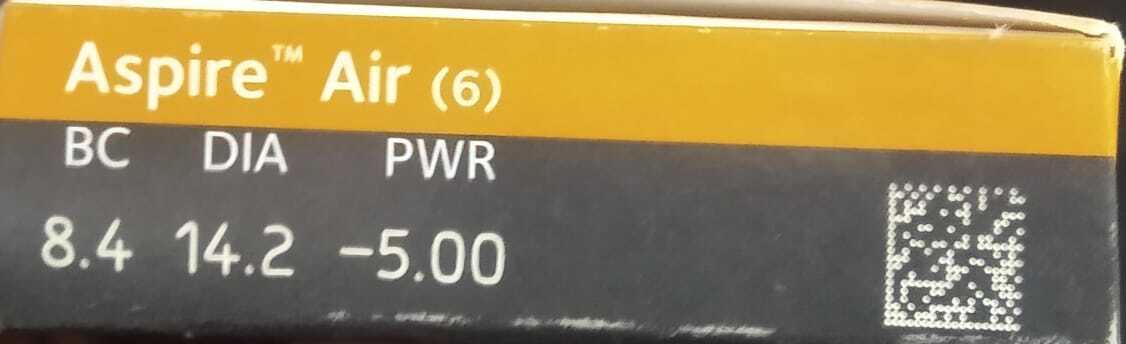 Aspire™ Air (6)
BC DIA PWR
8.4 14.2 -5.00